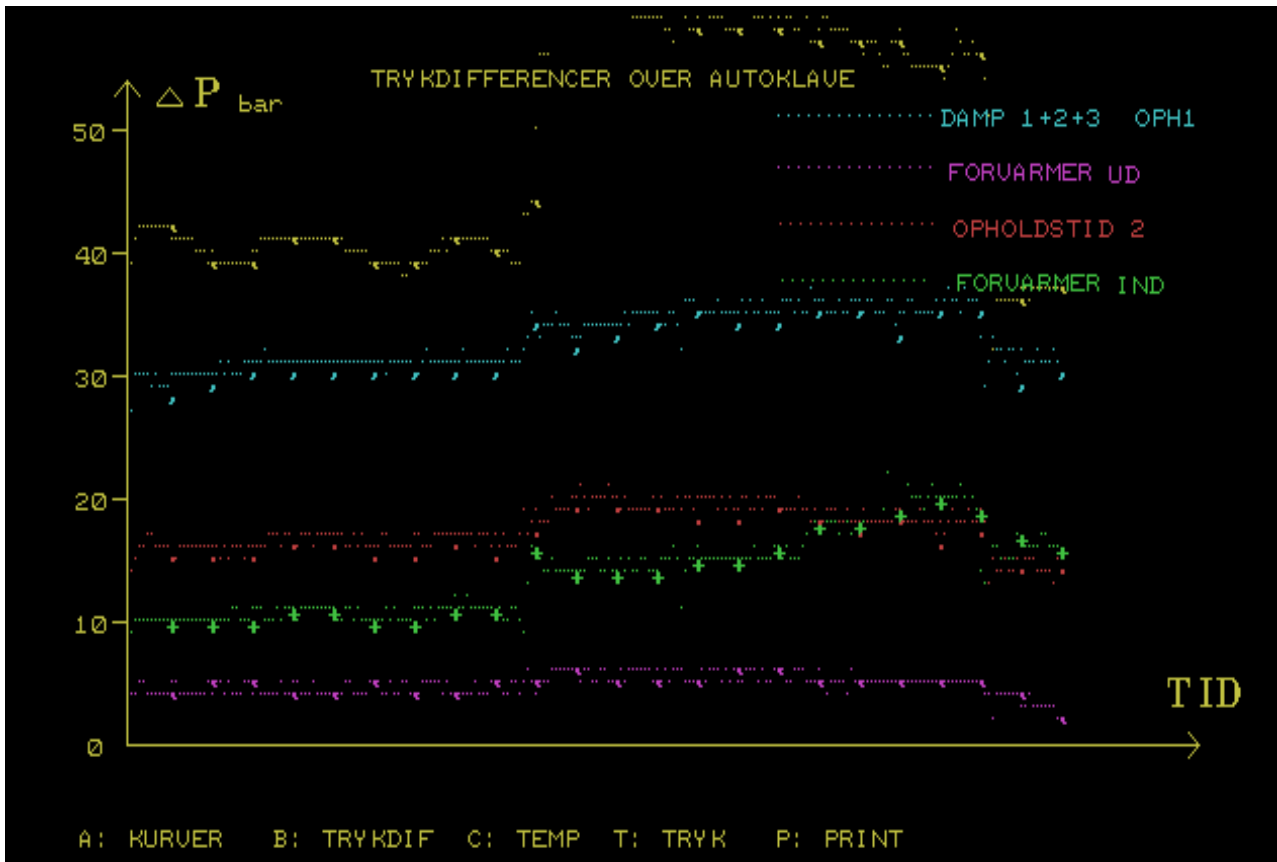 TRYKDIFFERENCER OVER AUTOKLAVE
△ P bar
50
DAMP 1+2+3 OPH1
FORVARMER UD
OPHOLDSTID 2
40
FORVARMER IND
30
20
10
TID
0
A: KURVER B: TRYKDIF C: TEMP T: TRYK P: PRINT